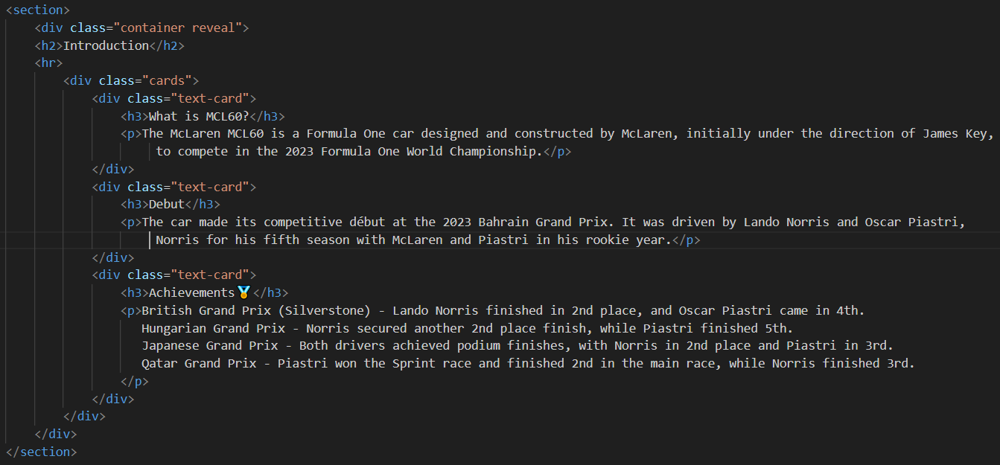 <section>
<div class="container reveal">
<h2>Introduction</h2>
<hr>
<div class="cards">
<div class="text-card">
<h3>What is MCL60?</h3>
<p>The McLaren MCL60 is a Formula One car designed and constructed by McLaren, initially under the direction of James Key,
to compete in the 2023 Formula One World Championship.</p>
</div>
<div class="text-card">
<h3>Debut</h3>
<p>The car made its competitive début at the 2023 Bahrain Grand Prix. It was driven by Lando Norris and Oscar Piastri,
Norris for his fifth season with McLaren and Piastri in his rookie year.</p>
</div>
<div class="text-card">
<h3>Achievements🏅</h3>
<p>British Grand Prix (Silverstone) - Lando Norris finished in 2nd place, and Oscar Piastri came in 4th.
Hungarian Grand Prix - Norris secured another 2nd place finish, while Piastri finished 5th.
Japanese Grand Prix - Both drivers achieved podium finishes, with Norris in 2nd place and Piastri in 3rd.
Qatar Grand Prix - Piastri won the Sprint race and finished 2nd in the main race, while Norris finished 3rd.
</p>
</div>
</div>
</div>
</section>